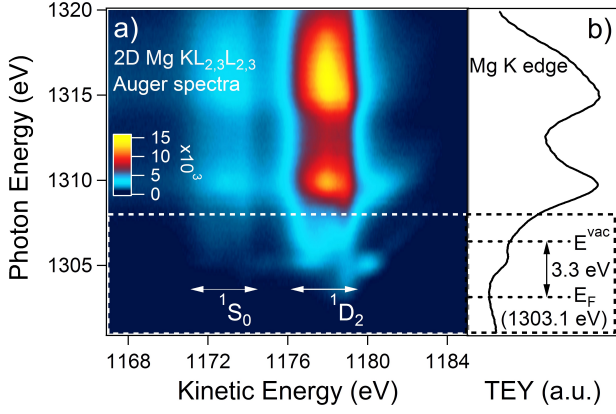 a)
2D Mg KL2,3L2,3
Auger spectra
15
10
5
0
x10³
¹S₀
¹D₂
1320
1315
1310
1305
Photon Energy (eV)
1168
1172
1176
1180
1184
Kinetic Energy (eV)
b)
Mg K edge
E^vac
3.3 eV
E_F
(1303.1 eV)
TEY (a.u.)